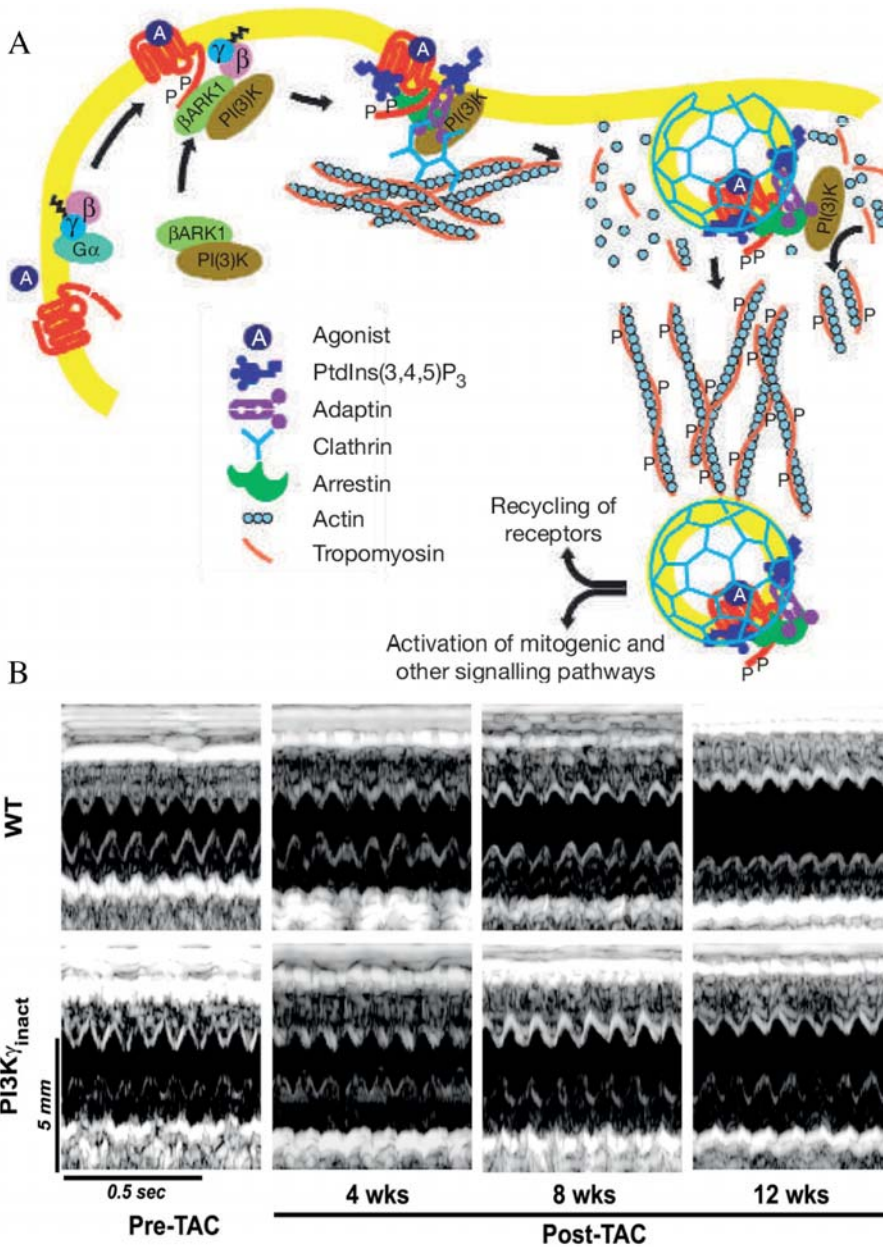 A
A
γ
β
P P
βARK1
PI(3)K
A
P P
PI(3)K
γ
β
Gα
A
βARK1
PI(3)K
A
PI(3)K
PP
A Agonist
PtdIns(3,4,5)P₃
Adaptin
Clathrin
Arrestin
Actin
Tropomyosin
P P P
P P P P
P P P
P P P
P P
Recycling of
receptors
A
Activation of mitogenic and
other signalling pathways
PP
B
WT
PI3Kγinact
5 mm
0.5 sec
4 wks
8 wks
12 wks
Pre-TAC
Post-TAC